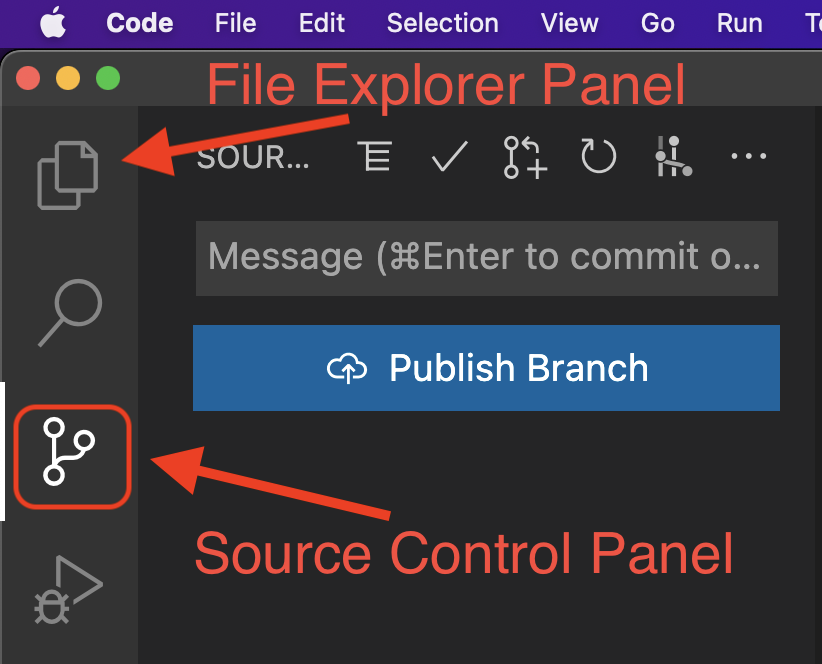 Code File Edit Selection View Go Run
File Explorer Panel
SOUR...
Message (⌘Enter to commit o...
Publish Branch
Source Control Panel